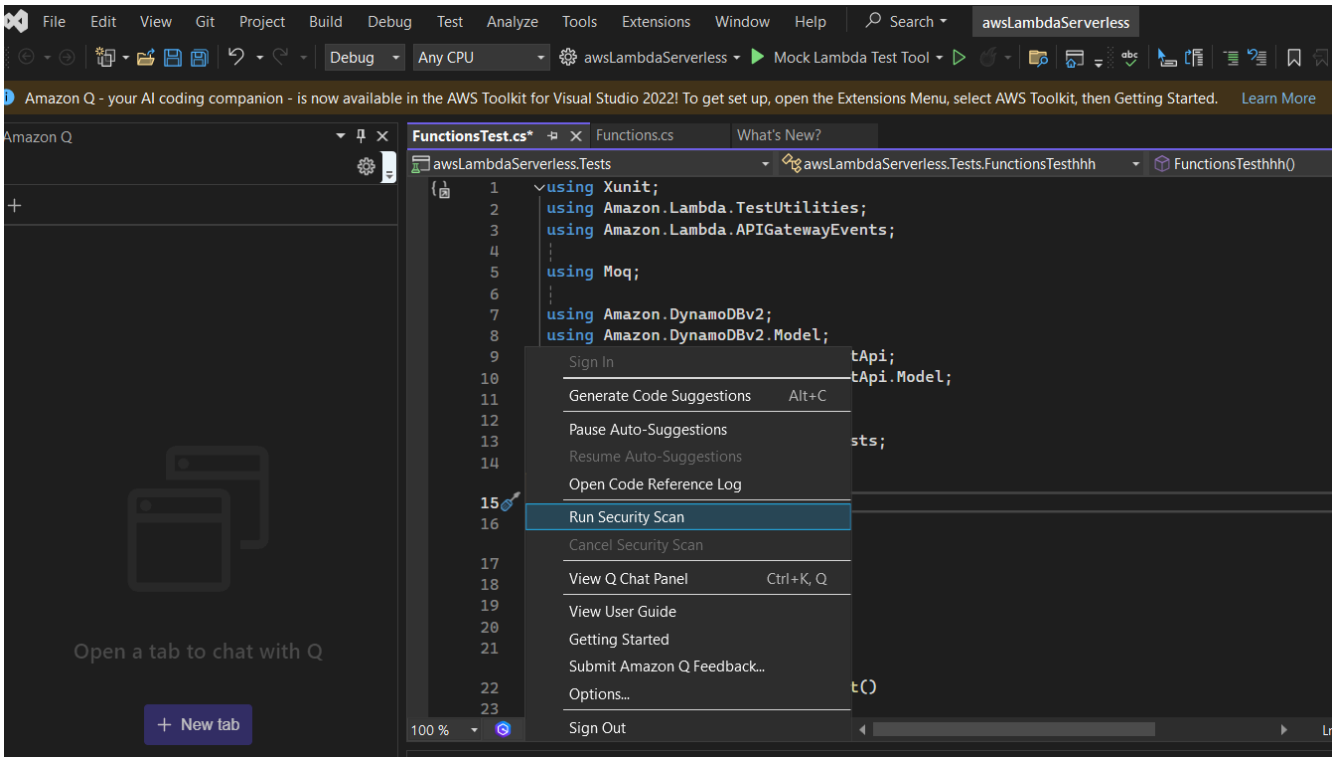 File Edit View Git Project Build Debug Test Analyze Tools Extensions Window Help Search awsLambdaServerless
Debug Any CPU awsLambdaServerless Mock Lambda Test Tool abc
Amazon Q - your AI coding companion - is now available in the AWS Toolkit for Visual Studio 2022! To get set up, open the Extensions Menu, select AWS Toolkit, then Getting Started. Learn More
Amazon Q
+
Open a tab to chat with Q
+ New tab
FunctionsTest.cs* Functions.cs What's New?
awsLambdaServerless.Tests awsLambdaServerless.Tests.FunctionsTesthhh FunctionsTesthhh()
1 using Xunit;
2 using Amazon.Lambda.TestUtilities;
3 using Amazon.Lambda.APIGatewayEvents;
4
5 using Moq;
6
7 using Amazon.DynamoDBv2;
8 using Amazon.DynamoDBv2.Model;
9 tApi;
10 tApi.Model;
11
12
13 sts;
14
15
16
17
18
19
20
21
22 t()
23
Sign In
Generate Code Suggestions Alt+C
Pause Auto-Suggestions
Resume Auto-Suggestions
Open Code Reference Log
Run Security Scan
Cancel Security Scan
View Q Chat Panel Ctrl+K, Q
View User Guide
Getting Started
Submit Amazon Q Feedback...
Options...
Sign Out
100 % Ln